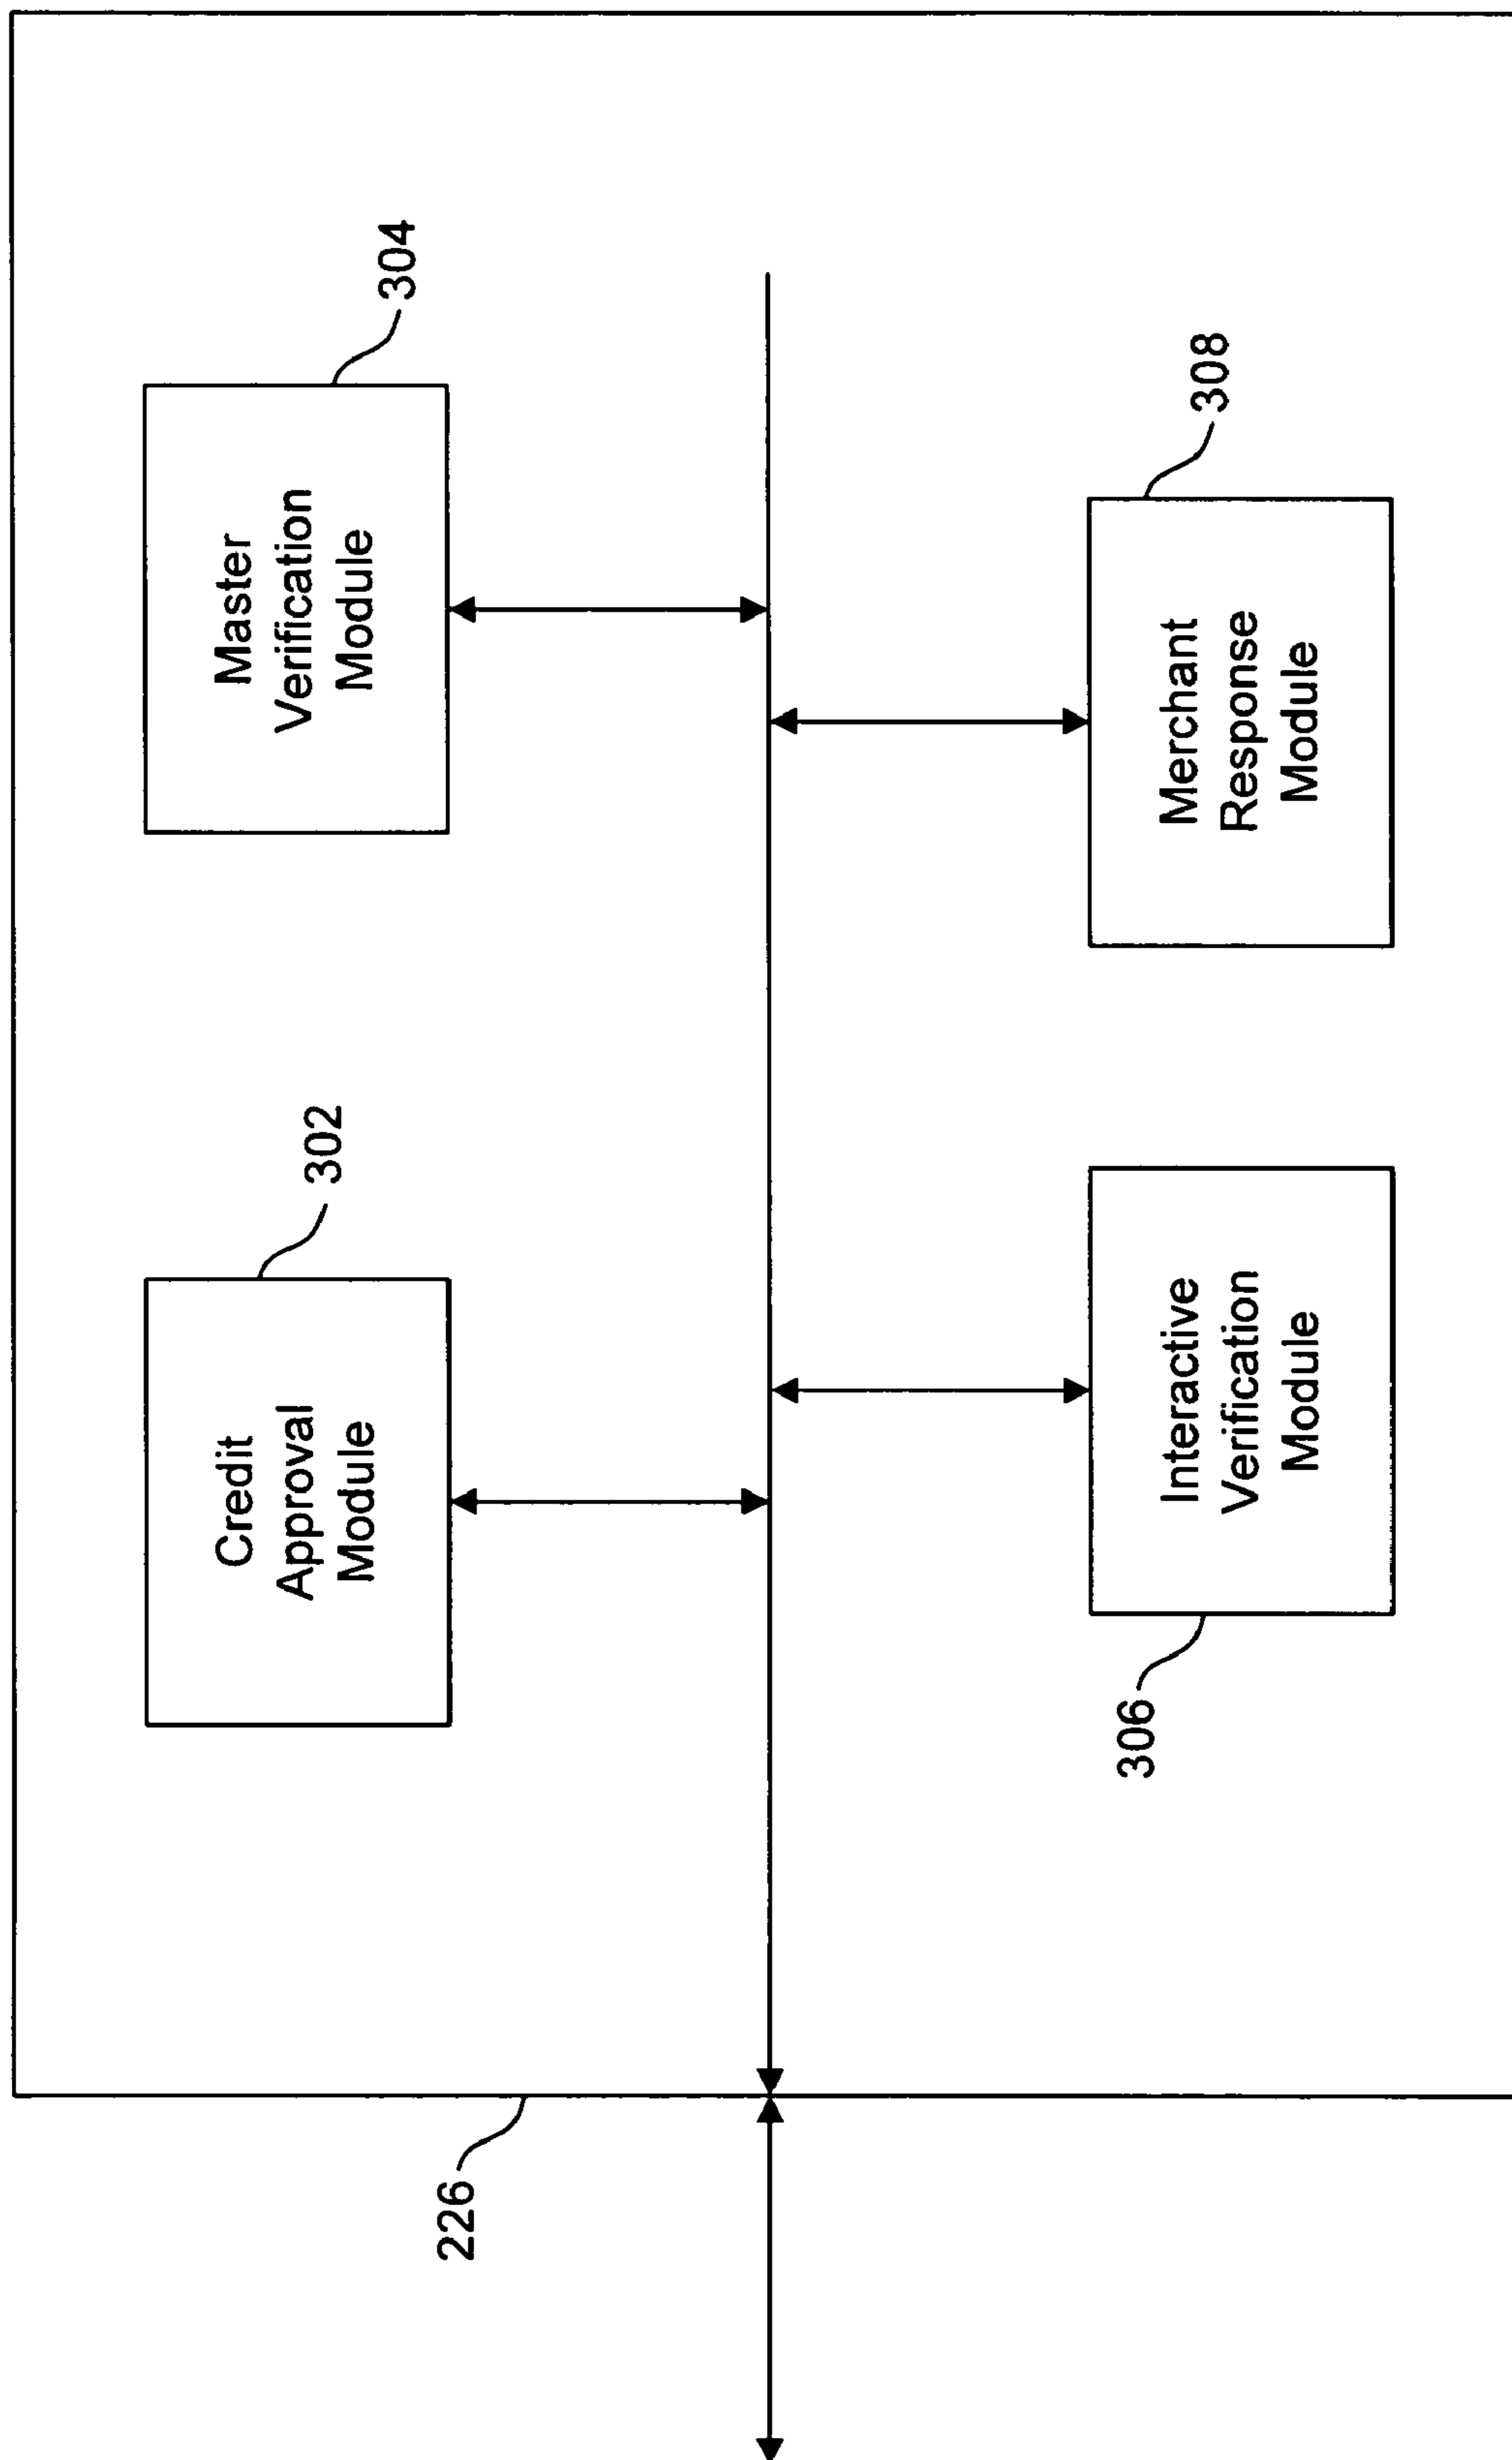 226
302
Credit
Approval
Module
304
Master
Verification
Module
306
Interactive
Verification
Module
308
Merchant
Response
Module